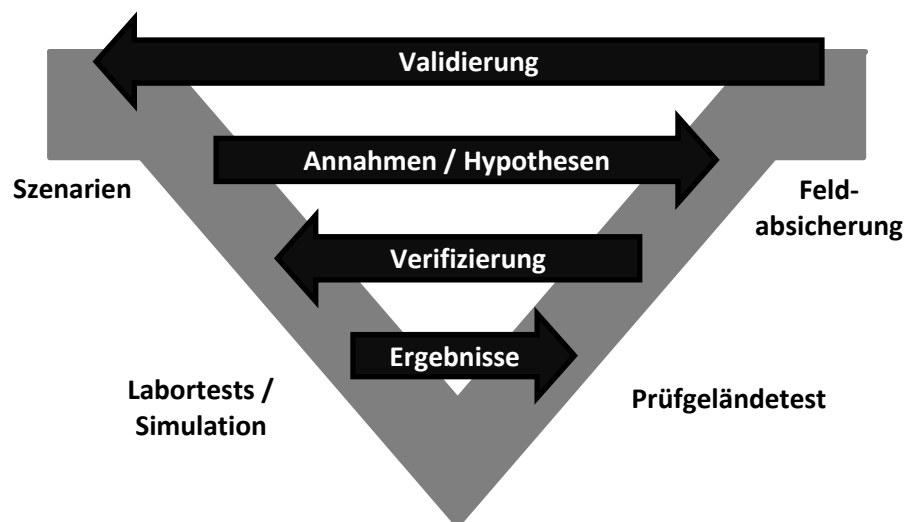 Validierung
Annahmen / Hypothesen
Szenarien
Feld-
absicherung
Verifizierung
Ergebnisse
Labortests /
Simulation
Prüfgeländetest